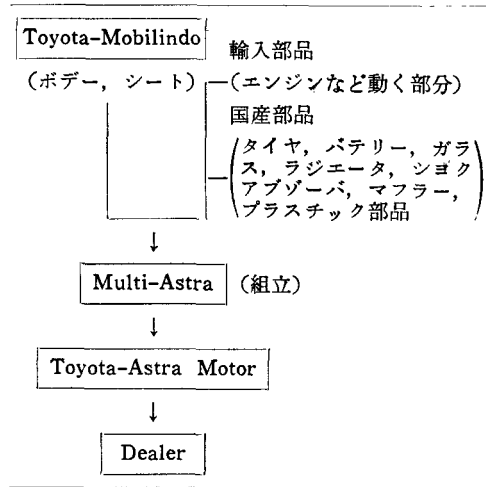 Toyota-Mobilindo
輸入部品
(ボデー, シート)
(エンジンなど動く部分)
国産部品
(タイヤ, バテリー, ガラ
ス, ラジエータ, ショク
アブゾーバ, マフラー,
プラスチック部品)
↓
Multi-Astra (組立)
↓
Toyota-Astra Motor
↓
Dealer